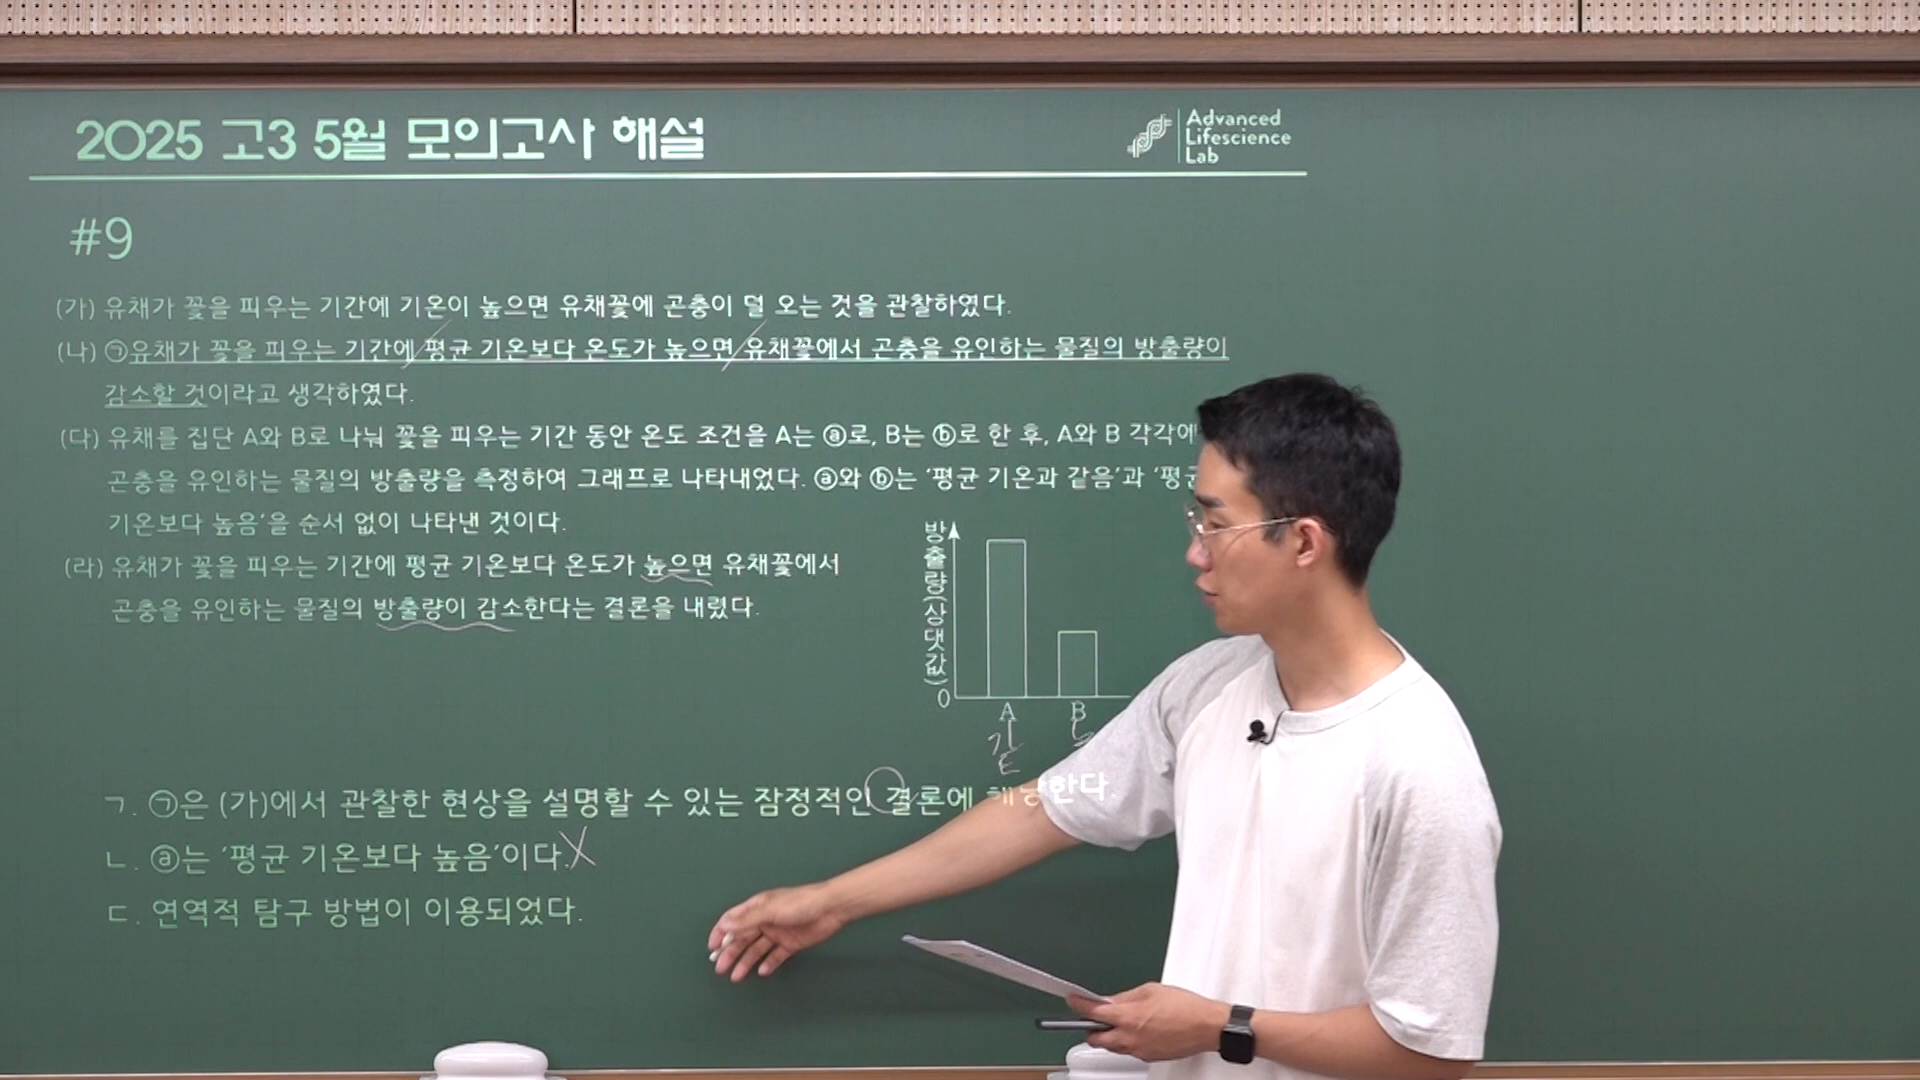 2025 고3 5월 모의고사 해설
Advanced
Lifescience
Lab
#9
(가) 유채가 꽃을 피우는 기간에 기온이 높으면 유채꽃에 곤충이 덜 오는 것을 관찰하였다.
(나) ㉠유채가 꽃을 피우는 기간에 평균 기온보다 온도가 높으면 유채꽃에서 곤충을 유인하는 물질의 방출량이
감소할 것이라고 생각하였다.
(다) 유채를 집단 A와 B로 나눠 꽃을 피우는 기간 동안 온도 조건을 A는 ⓐ로, B는 ⓑ로 한 후, A와 B 각각에
곤충을 유인하는 물질의 방출량을 측정하여 그래프로 나타내었다. ⓐ와 ⓑ는 ‘평균 기온과 같음’과 ‘평균
기온보다 높음’을 순서 없이 나타낸 것이다.
(라) 유채가 꽃을 피우는 기간에 평균 기온보다 온도가 높으면 유채꽃에서
곤충을 유인하는 물질의 방출량이 감소한다는 결론을 내렸다.
방출량(상댓값)
0
A B
같
ㄱ. ㉠은 (가)에서 관찰한 현상을 설명할 수 있는 잠정적인 결론에 해당한다.
ㄴ. ⓐ는 ‘평균 기온보다 높음’이다. X
ㄷ. 연역적 탐구 방법이 이용되었다.